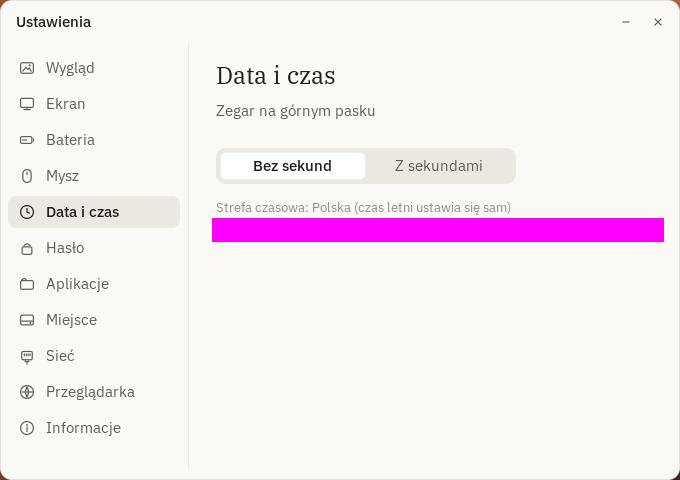 Ustawienia
Wygląd
Ekran
Bateria
Mysz
Data i czas
Hasło
Aplikacje
Miejsce
Sieć
Przeglądarka
Informacje
Data i czas
Zegar na górnym pasku
Bez sekund
Z sekundami
Strefa czasowa: Polska (czas letni ustawia się sam)